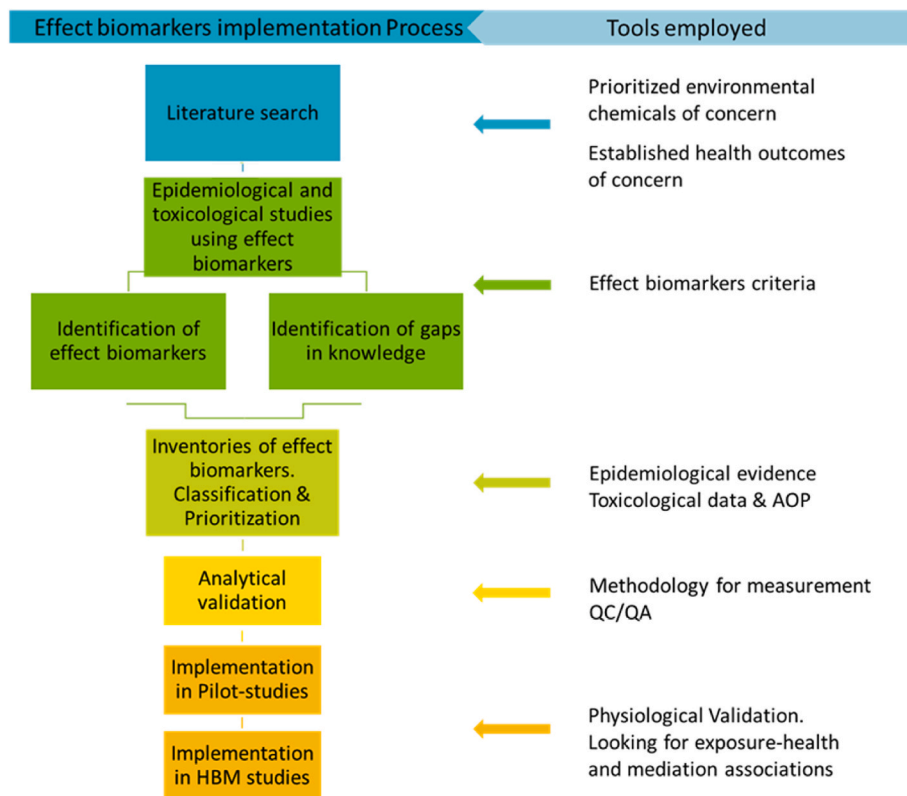 Effect biomarkers implementation Process
Tools employed
Literature search
Prioritized environmental
chemicals of concern
Established health outcomes
of concern
Epidemiological and
toxicological studies
using effect
biomarkers
Effect biomarkers criteria
Identification of
effect biomarkers
Identification of gaps
in knowledge
Inventories of effect
biomarkers.
Classification &
Prioritization
Epidemiological evidence
Toxicological data & AOP
Analytical
validation
Methodology for measurement
QC/QA
Implementation
in Pilot-studies
Implementation
in HBM studies
Physiological Validation.
Looking for exposure-health
and mediation associations